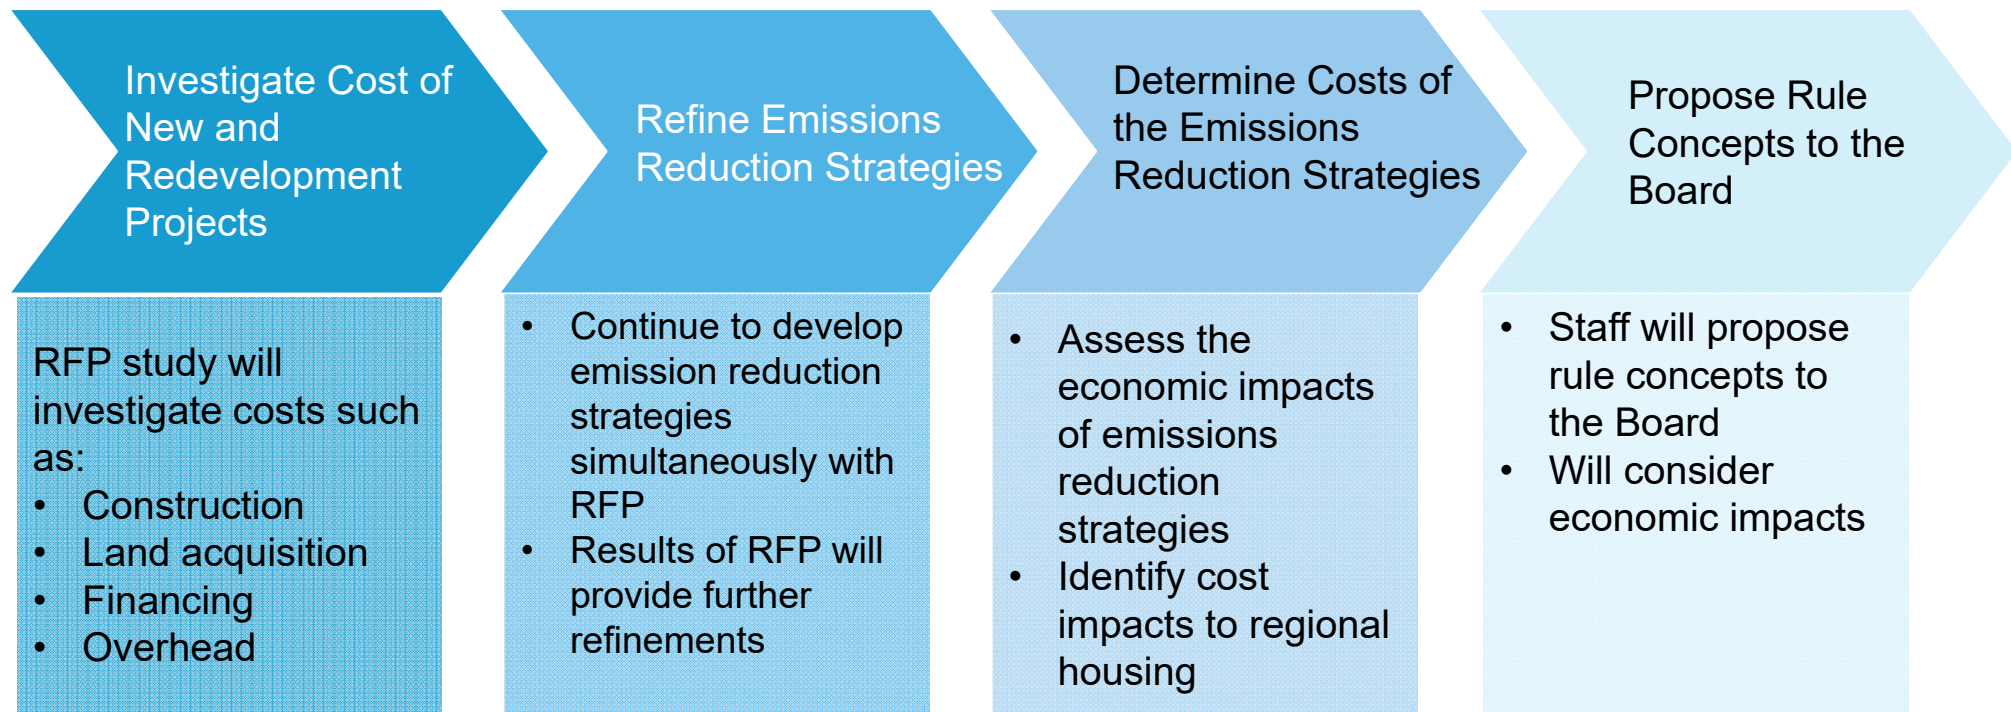 Investigate Cost of
New and
Redevelopment
Projects
RFP study will
investigate costs such
as:
• Construction
• Land acquisition
• Financing
• Overhead
Refine Emissions
Reduction Strategies
• Continue to develop
emission reduction
strategies
simultaneously with
RFP
• Results of RFP will
provide further
refinements
Determine Costs of
the Emissions
Reduction Strategies
• Assess the
economic impacts
of emissions
reduction
strategies
• Identify cost
impacts to regional
housing
Propose Rule
Concepts to the
Board
• Staff will propose
rule concepts to
the Board
• Will consider
economic impacts